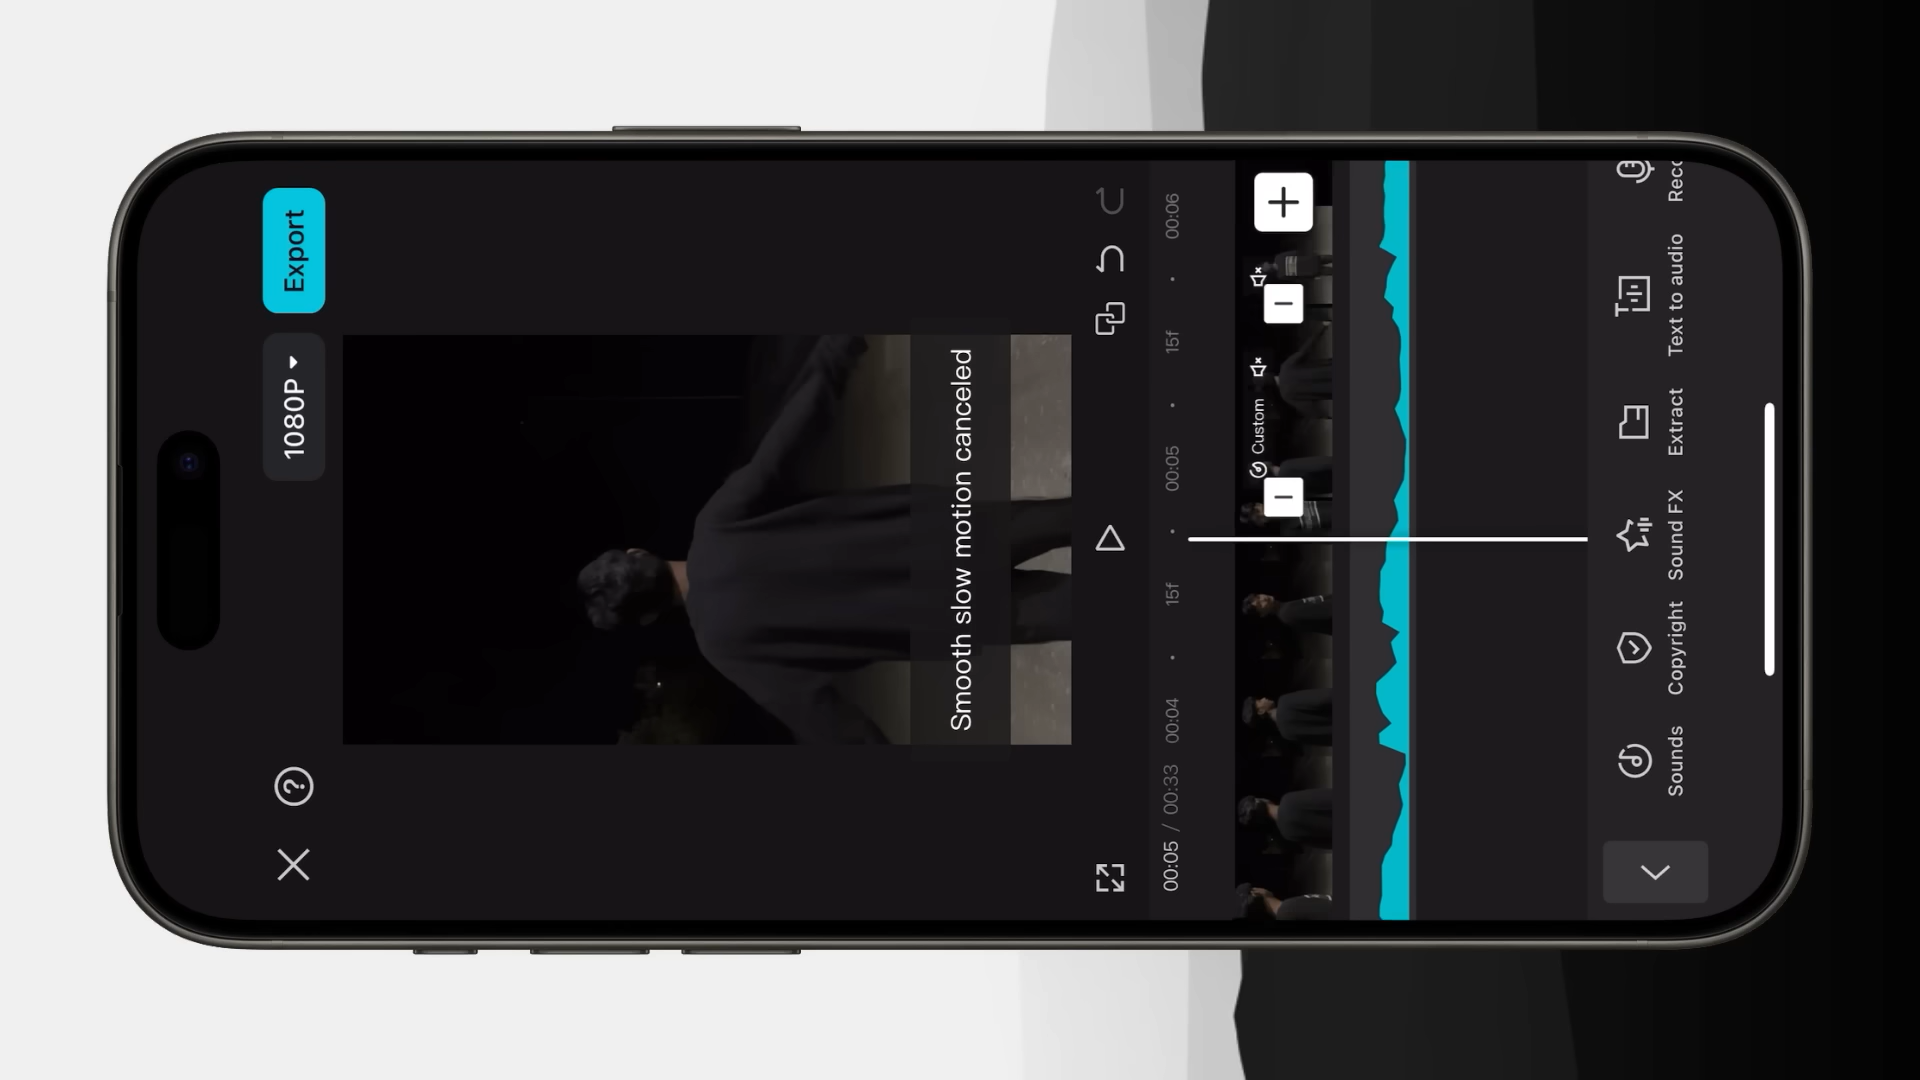 1080P
Export
Smooth slow motion canceled
00:05 / 00:33
00:04
15f
00:05
15f
00:06
Custom
Sounds
Copyright
Sound FX
Extract
Text to audio
Reco